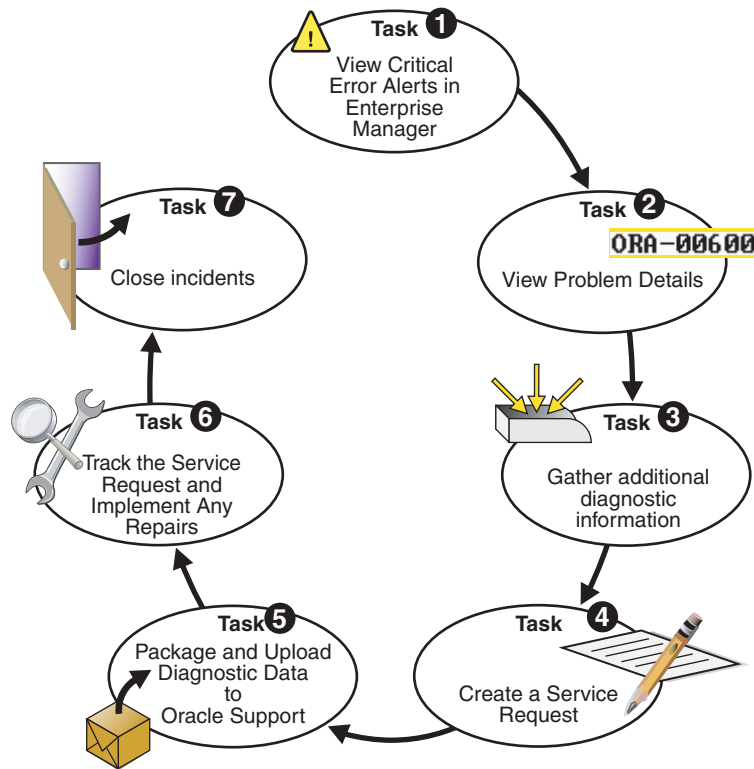 Task 1
View Critical
Error Alerts in
Enterprise
Manager
Task 2
ORA-00600
View Problem Details
Task 3
Gather additional
diagnostic
information
Task 4
Create a Service
Request
Task 5
Package and Upload
Diagnostic Data
to
Oracle Support
Task 6
Track the Service
Request and
Implement Any
Repairs
Task 7
Close incidents